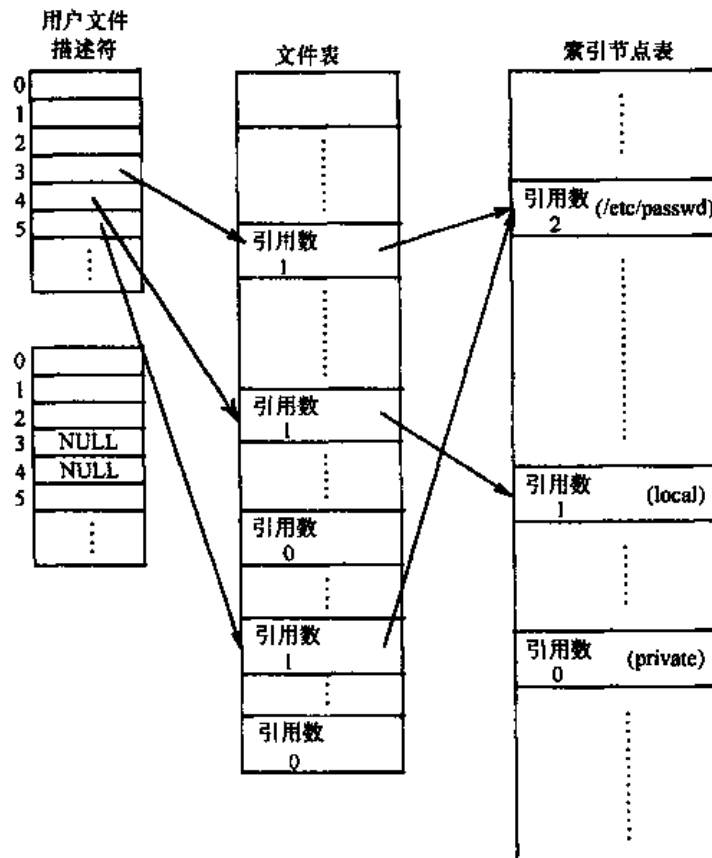 用户文件
描述符
0
1
2
3
4
5
0
1
2
3 NULL
4 NULL
5
文件表
引用数
1
引用数
1
引用数
0
引用数
1
引用数
0
索引节点表
引用数
2 (/etc/passwd)
引用数
1 (local)
引用数
0 (private)